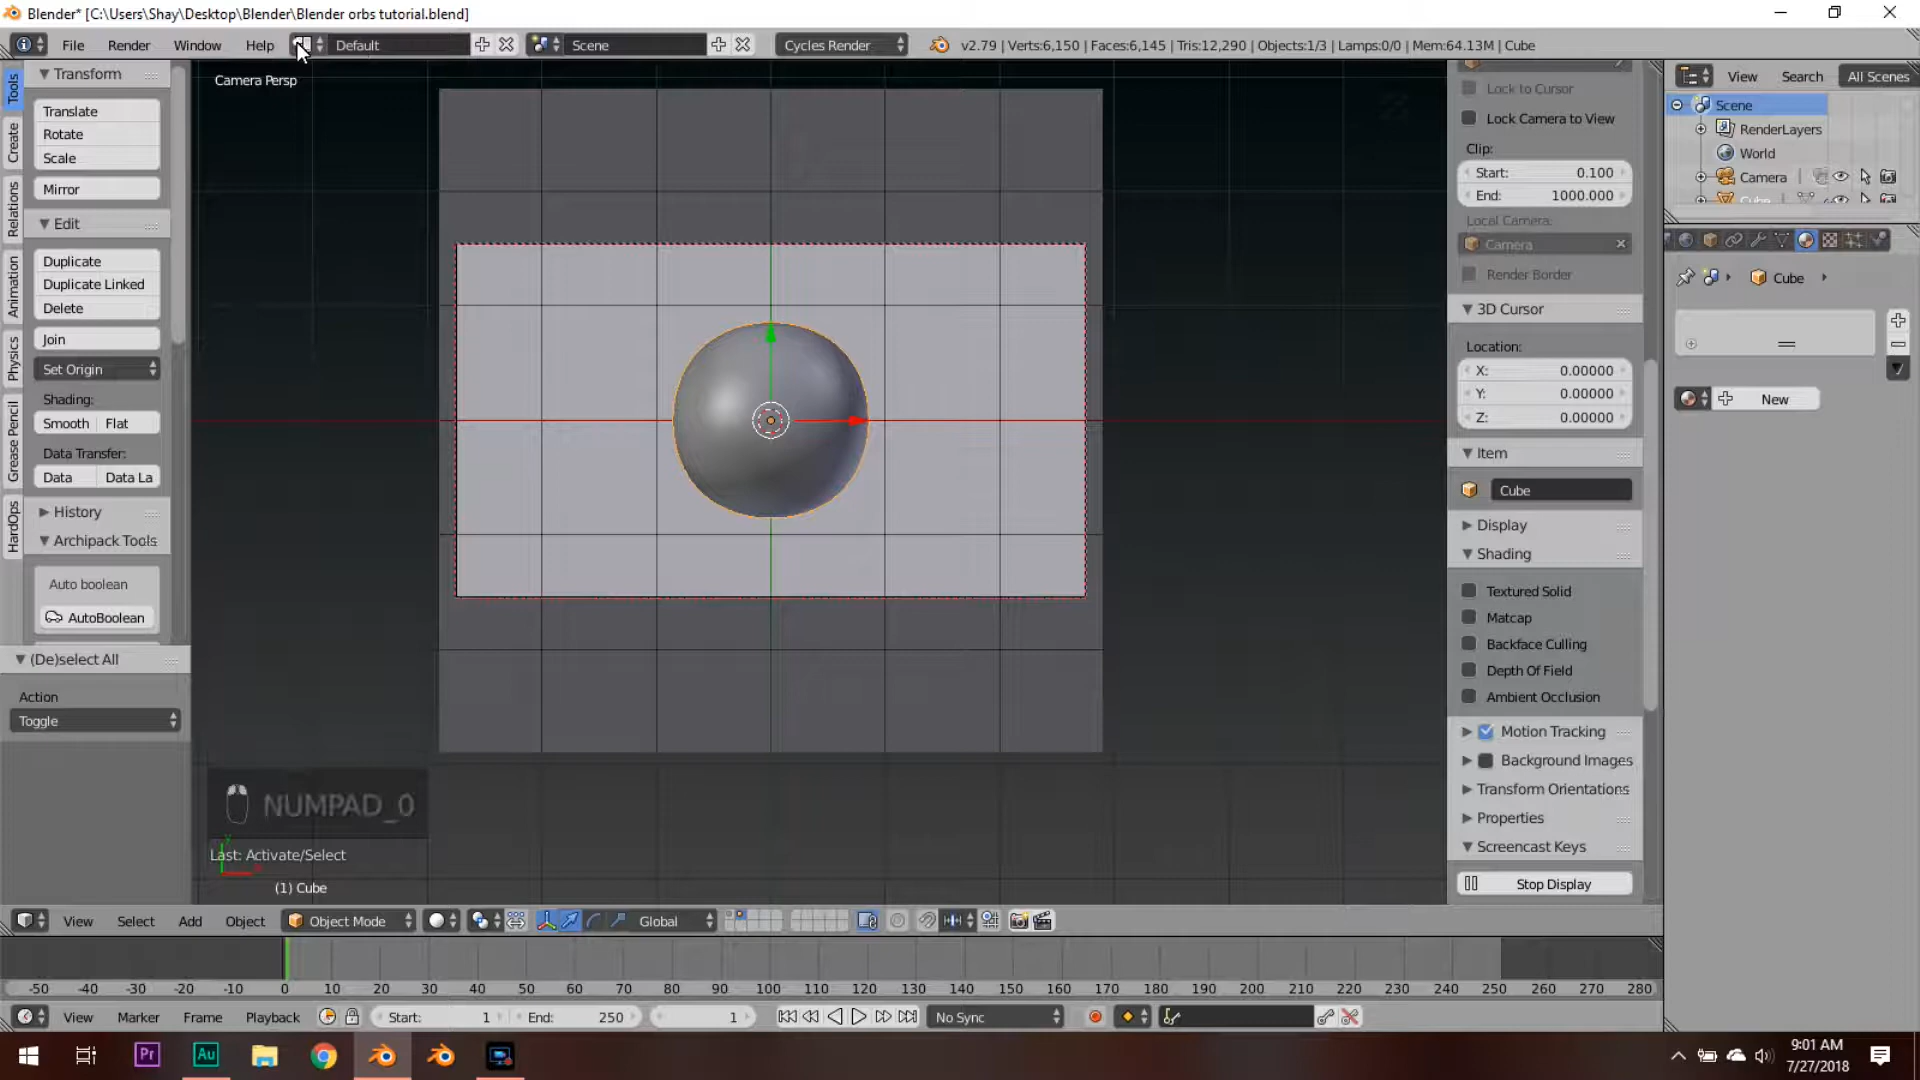 Blender* [C:\Users\Shay\Desktop\Blender\Blender orbs tutorial.blend]
File Render Window Help Default Scene Cycles Render v2.79 | Verts:6,150 | Faces:6,145 | Tris:12,290 | Objects:1/3 | Lamps:0/0 | Mem:64.13M | Cube
Tools
Create
Relations
Animation
Physics
Grease Pencil
HardOps
Transform
Translate
Rotate
Scale
Mirror
Edit
Duplicate
Duplicate Linked
Delete
Join
Set Origin
Shading:
Smooth Flat
Data Transfer:
Data Data La
History
Archipack Tools
Auto boolean
AutoBoolean
(De)select All
Action
Toggle
Camera Persp
NUMPAD_0
Last: Activate/Select
(1) Cube
Lock to Cursor
Lock Camera to View
Clip:
Start: 0.100
End: 1000.000
Local Camera:
Camera
Render Border
3D Cursor
Location:
X: 0.00000
Y: 0.00000
Z: 0.00000
Item
Cube
Display
Shading
Textured Solid
Matcap
Backface Culling
Depth Of Field
Ambient Occlusion
Motion Tracking
Background Images
Transform Orientations
Properties
Screencast Keys
Stop Display
View Search All Scenes
Scene
RenderLayers
World
Camera
Cube
Cube
New
View Select Add Object Object Mode Global
-50 -40 -30 -20 -10 0 10 20 30 40 50 60 70 80 90 100 110 120 130 140 150 160 170 180 190 200 210 220 230 240 250 260 270 280
View Marker Frame Playback Start: 1 End: 250 1 No Sync
Pr Au
9:01 AM
7/27/2018